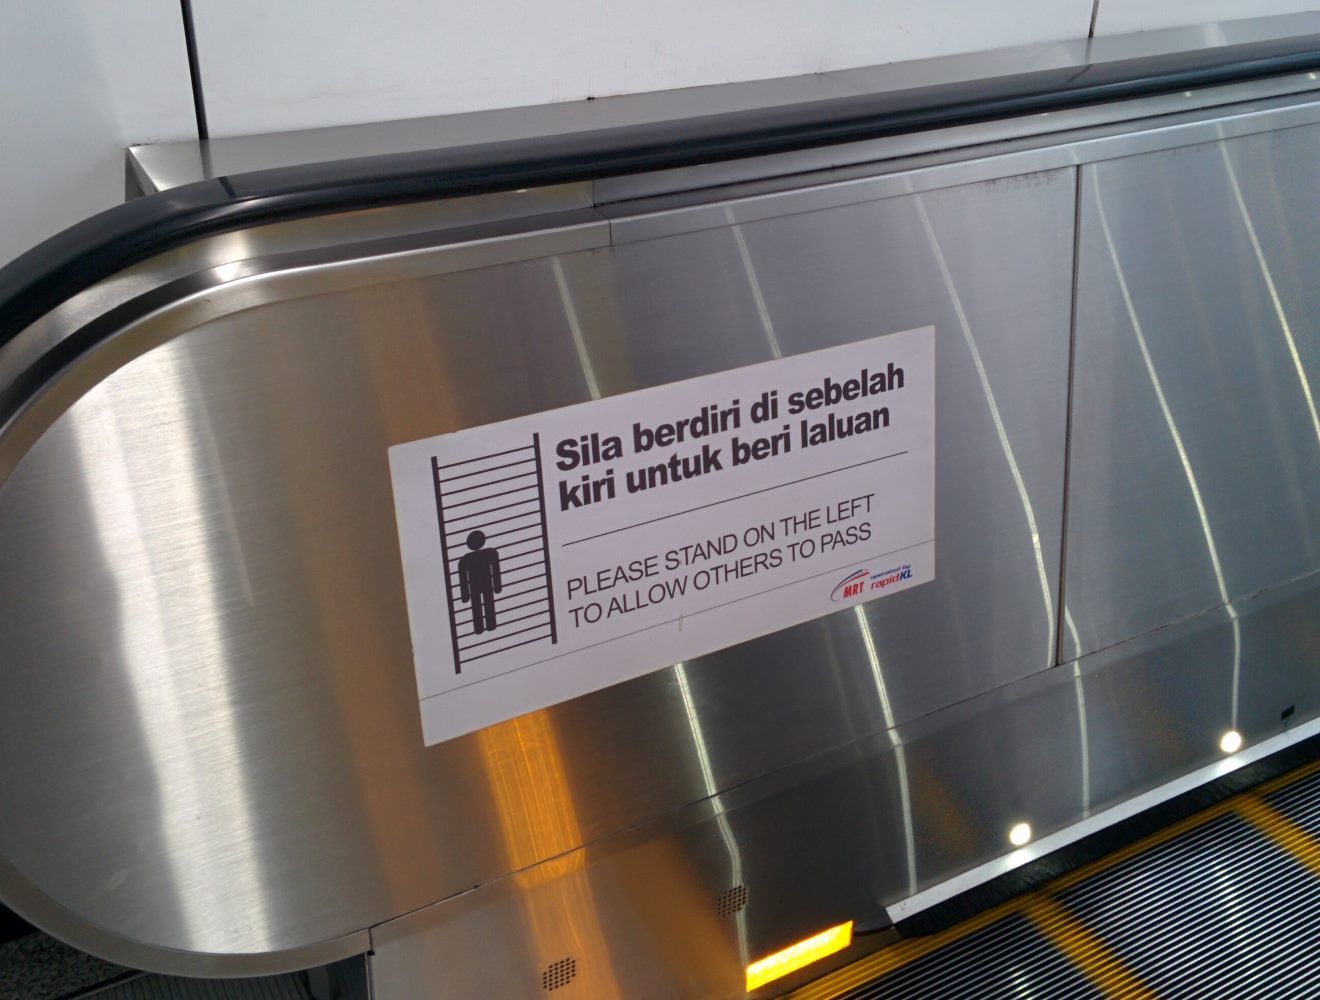 Sila berdiri di sebelah
kiri untuk beri laluan
PLEASE STAND ON THE LEFT
TO ALLOW OTHERS TO PASS
MRT operated by
rapidKL